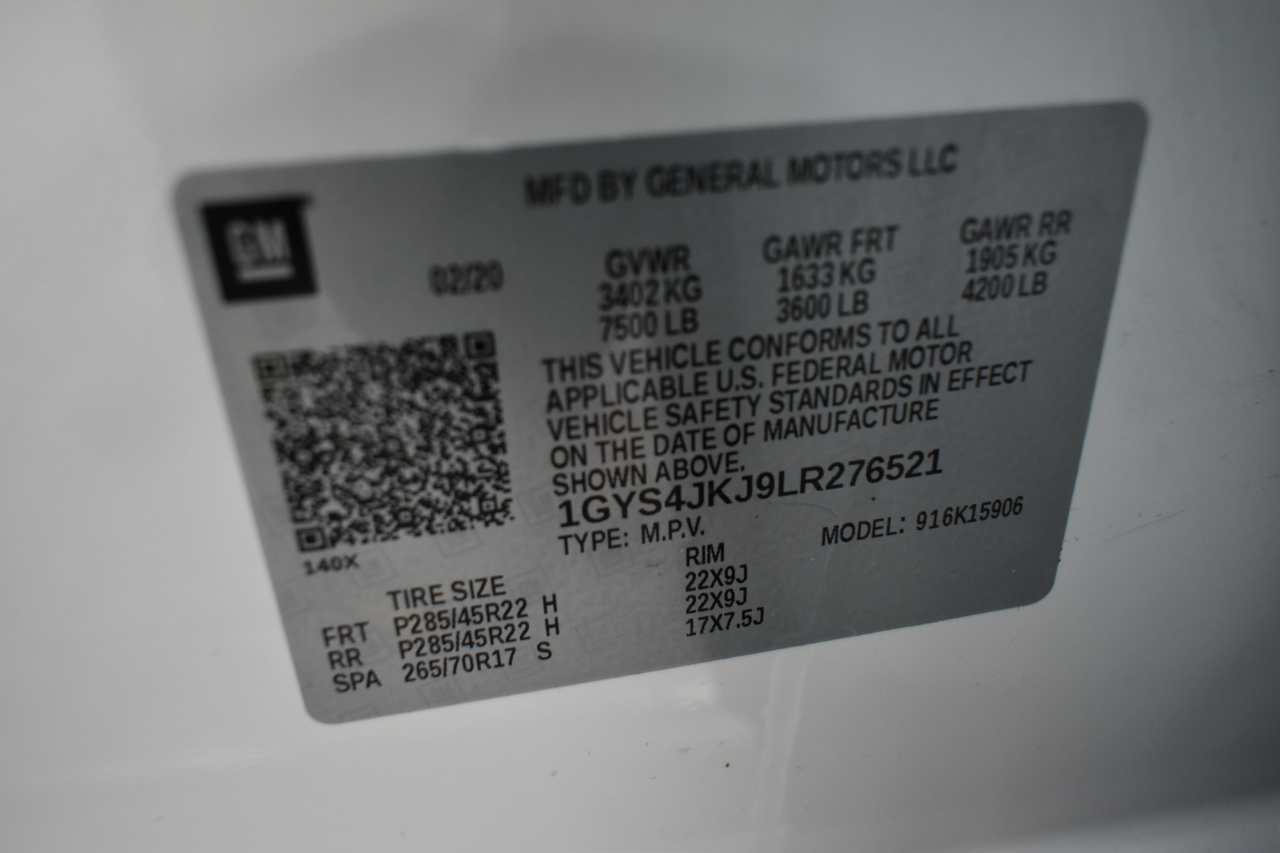 GM
MFD BY GENERAL MOTORS LLC
02/20
GVWR
3402 KG
7500 LB
GAWR FRT
1633 KG
3600 LB
GAWR RR
1905 KG
4200 LB
THIS VEHICLE CONFORMS TO ALL
APPLICABLE U.S. FEDERAL MOTOR
VEHICLE SAFETY STANDARDS IN EFFECT
ON THE DATE OF MANUFACTURE
SHOWN ABOVE.
1GYS4JKJ9LR276521
TYPE: M.P.V.
MODEL: 916K15906
140X
TIRE SIZE
RIM
FRT P285/45R22 H 22X9J
RR P285/45R22 H 22X9J
SPA 265/70R17 S 17X7.5J